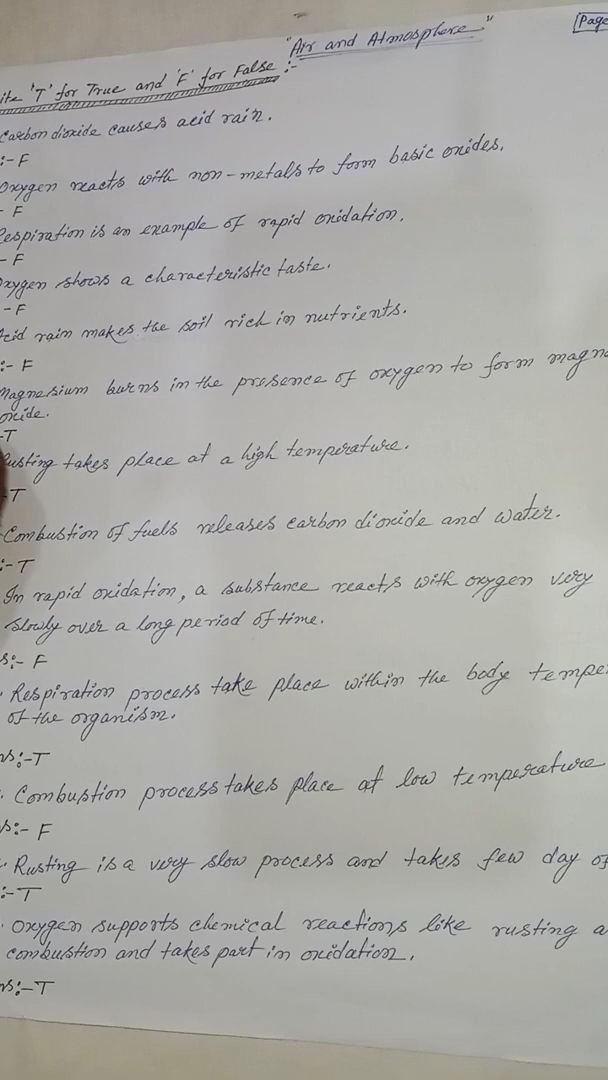 "Air and Atmosphere" [Page
ite 'T' for True and 'F' for False :-
Carbon dioxide causes acid rain.
:- F
Oxygen reacts with non-metals to form basic oxides.
- F
Respiration is an example of rapid oxidation.
- F
Oxygen shows a characteristic taste.
- F
Acid rain makes the soil rich in nutrients.
:- F
Magnesium burns in the presence of oxygen to form magne
oxide.
-T
Rusting takes place at a high temperature.
-T
Combustion of fuels releases carbon dioxide and water.
:- T
In rapid oxidation, a substance reacts with oxygen very
slowly over a long period of time.
s:- F
Respiration process take place within the body tempe
of the organism.
ns:-T
Combustion process takes place at low temperature
s:- F
Rusting is a very slow process and takes few day of
:-T
Oxygen supports chemical reactions like rusting a
combustion and takes part in oxidation.
ns:-T